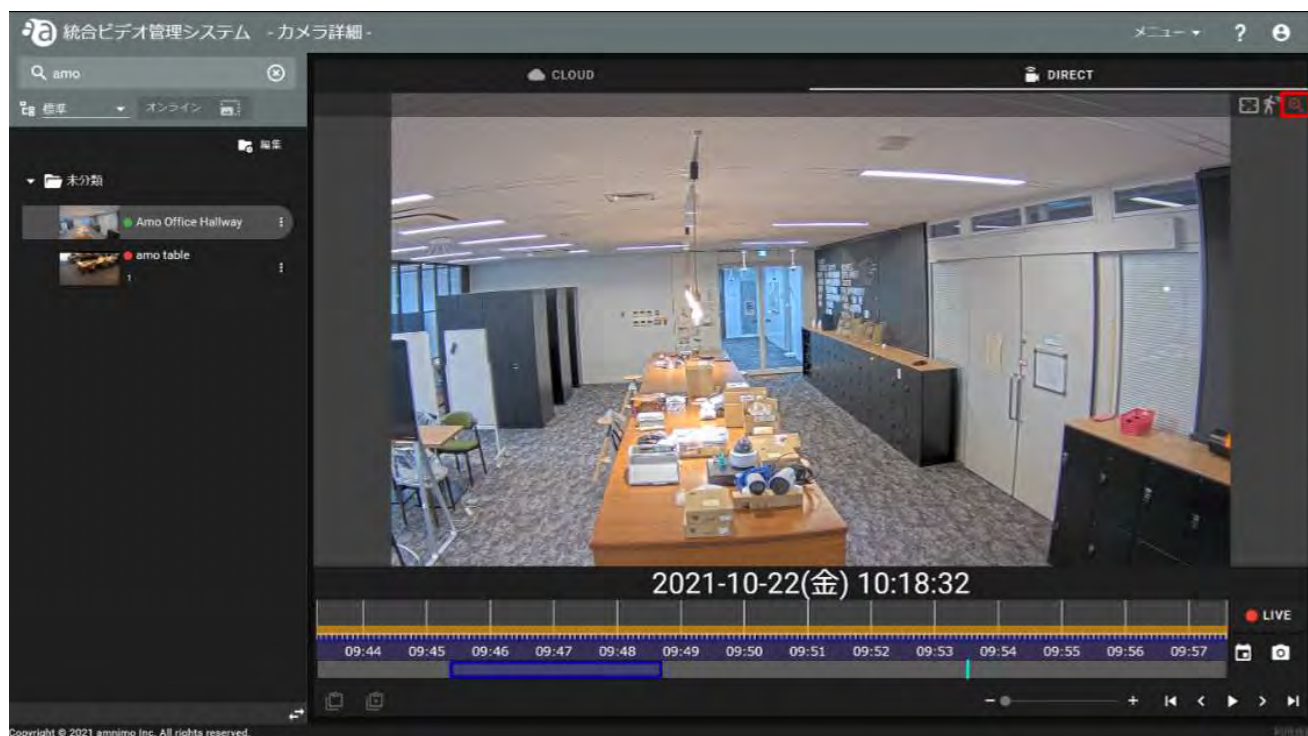 a 統合ビデオ管理システム - カメラ詳細 -
メニュー
?
amo
CLOUD
DIRECT
標準
オンライン
編集
未分類
Amo Office Hallway
amo table
1
2021-10-22(金) 10:18:32
LIVE
09:44 09:45 09:46 09:47 09:48 09:49 09:50 09:51 09:52 09:53 09:54 09:55 09:56 09:57
- +
Copyright © 2021 amnimo Inc. All rights reserved.